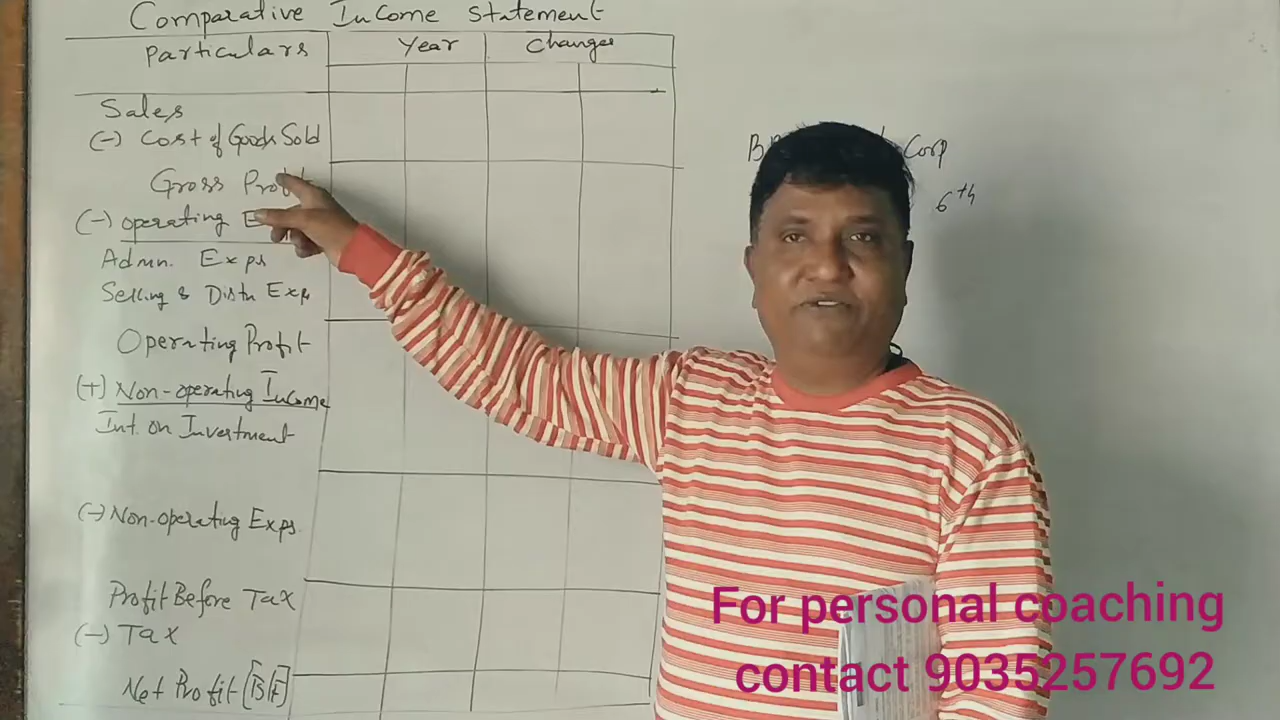 Comparative Income Statement
Particulars Year Changes
Sales
(-) Cost of Goods Sold
Gross Profit
(-) Operating E
Admn. Exps
Selling & Distn Exps
Operating Profit
(+) Non-operating Income
Int. on Investment
(-) Non-operating Exps
Profit Before Tax
(-) Tax
Net Profit
Corp
6th
For personal coaching
contact 9035257692